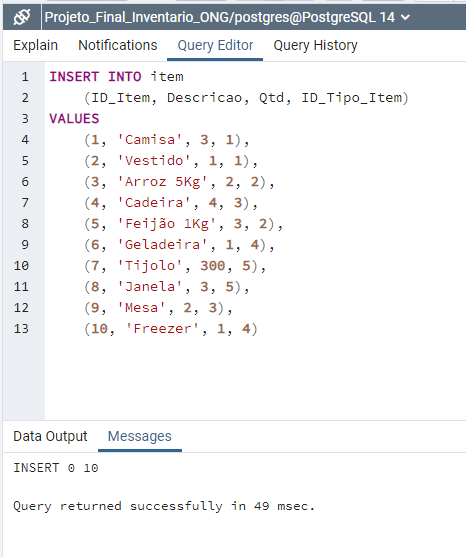 Projeto_Final_Inventario_ONG/postgres@PostgreSQL 14
Explain Notifications Query Editor Query History
1 INSERT INTO item
2 (ID_Item, Descricao, Qtd, ID_Tipo_Item)
3 VALUES
4 (1, 'Camisa', 3, 1),
5 (2, 'Vestido', 1, 1),
6 (3, 'Arroz 5Kg', 2, 2),
7 (4, 'Cadeira', 4, 3),
8 (5, 'Feijão 1Kg', 3, 2),
9 (6, 'Geladeira', 1, 4),
10 (7, 'Tijolo', 300, 5),
11 (8, 'Janela', 3, 5),
12 (9, 'Mesa', 2, 3),
13 (10, 'Freezer', 1, 4)
Data Output Messages
INSERT 0 10
Query returned successfully in 49 msec.